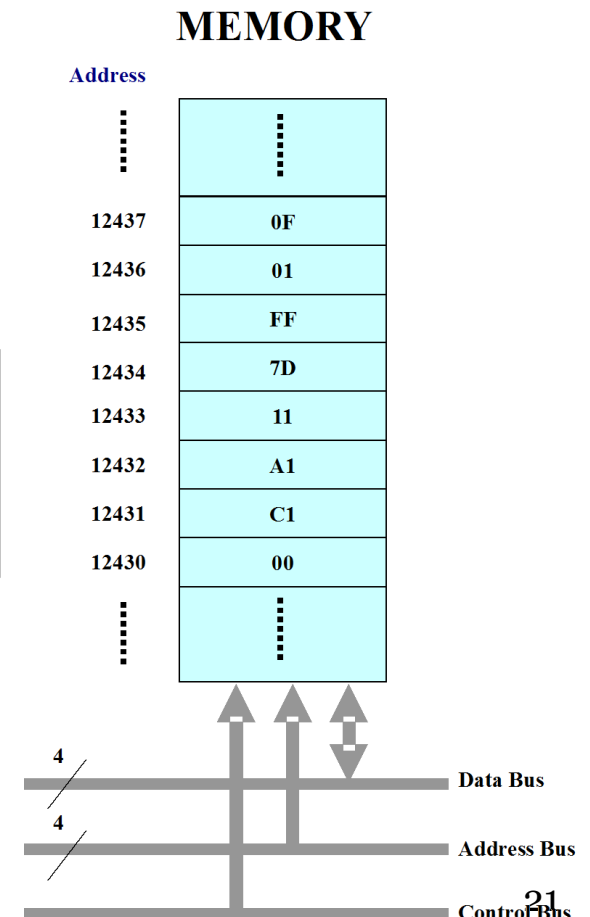 MEMORY
Address
12437 0F
12436 01
12435 FF
12434 7D
12433 11
12432 A1
12431 C1
12430 00
4
Data Bus
4
Address Bus
Control Bus
21